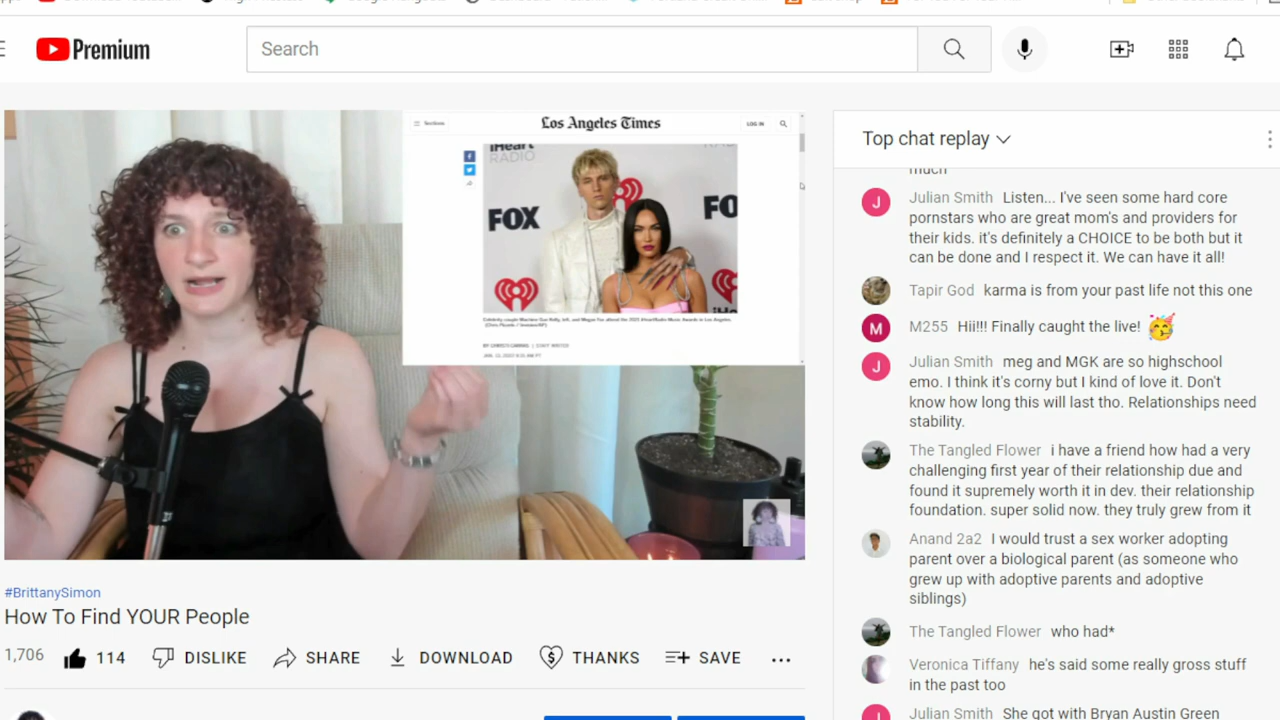 Premium
Search
Los Angeles Times
LOG IN
iHeart
RADIO
FOX
FO
Top chat replay
much
Julian Smith Listen... I've seen some hard core
pornstars who are great mom's and providers for
their kids. it's definitely a CHOICE to be both but it
can be done and I respect it. We can have it all!
Tapir God karma is from your past life not this one
M M255 Hii!!! Finally caught the live!
J Julian Smith meg and MGK are so highschool
emo. I think it's corny but I kind of love it. Don't
know how long this will last tho. Relationships need
stability.
The Tangled Flower i have a friend how had a very
challenging first year of their relationship due and
found it supremely worth it in dev. their relationship
foundation. super solid now. they truly grew from it
Anand 2a2 I would trust a sex worker adopting
parent over a biological parent (as someone who
grew up with adoptive parents and adoptive
siblings)
The Tangled Flower who had*
Veronica Tiffany he's said some really gross stuff
in the past too
Julian Smith She got with Bryan Austin Green
#BrittanySimon
How To Find YOUR People
1,706 114 DISLIKE SHARE DOWNLOAD THANKS SAVE